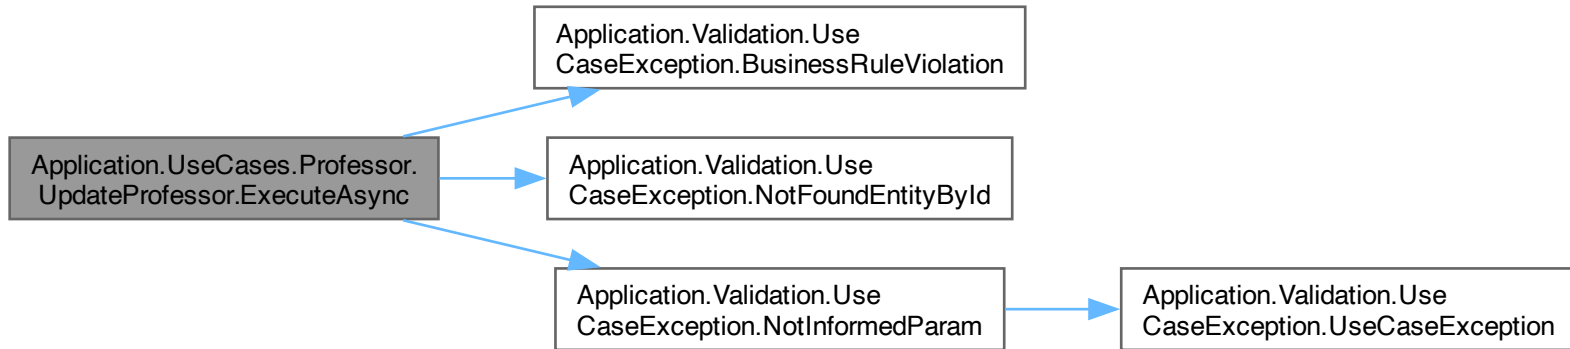 Application.Validation.Use
CaseException.BusinessRuleViolation
Application.UseCases.Professor.
UpdateProfessor.ExecuteAsync
Application.Validation.Use
CaseException.NotFoundEntityById
Application.Validation.Use
CaseException.NotInformedParam
Application.Validation.Use
CaseException.UseCaseException